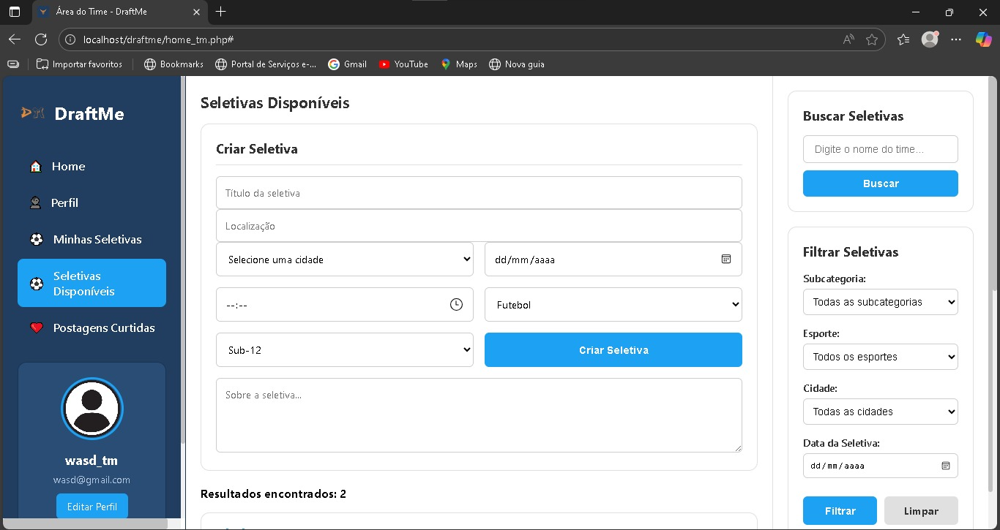 Área do Time - DraftMe
localhost/draftme/home_tm.php#
Importar favoritos
Bookmarks
Portal de Serviços e-...
Gmail
YouTube
Maps
Nova guia
DraftMe
Home
Perfil
Minhas Seletivas
Seletivas
Disponíveis
Postagens Curtidas
wasd_tm
wasd@gmail.com
Editar Perfil
Seletivas Disponíveis
Criar Seletiva
Título da seletiva
Localização
Selecione uma cidade
dd/mm/aaaa
--:--
Futebol
Sub-12
Criar Seletiva
Sobre a seletiva...
Resultados encontrados: 2
Buscar Seletivas
Digite o nome do time...
Buscar
Filtrar Seletivas
Subcategoria:
Todas as subcategorias
Esporte:
Todos os esportes
Cidade:
Todas as cidades
Data da Seletiva:
dd/mm/aaaa
Filtrar
Limpar